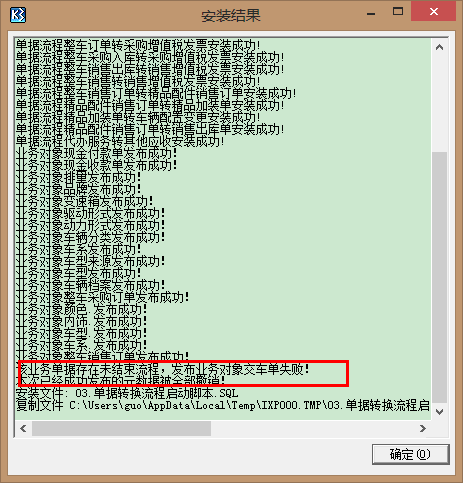 K3
安装结果
单据流程整车订单转采购增值税发票安装成功!
单据流程整车采购入库转采购增值税发票安装成功!
单据流程整车销售出库转销售增值税发票安装成功!
单据流程整车销售转销售增值税发票安装成功!
单据流程整车销售订单转精品配件销售订单安装成功!
单据流程精品配件销售订单转精品加装单安装成功!
单据流程精品加装单转车辆配置变更安装成功!
单据流程精品配件销售订单转销售出库单安装成功!
单据流程代办服务转其他应收安装成功!
业务对象现金付款单发布成功!
业务对象现金收款单发布成功!
业务对象排量发布成功!
业务对象品牌发布成功!
业务对象变速箱发布成功!
业务对象驱动形式发布成功!
业务对象动力形式发布成功!
业务对象车辆分类发布成功!
业务对象车系发布成功!
业务对象车型来源发布成功!
业务对象车型发布成功!
业务对象车辆档案发布成功!
业务对象整车采购订单发布成功!
业务对象颜色.发布成功!
业务对象内饰.发布成功!
业务对象车型.发布成功!
业务对象车系.发布成功!
业务对象整车销售订单发布成功!
该业务单据存在未结束流程，发布业务对象交车单失败!
本次已经成功发布的元数据被全部撤销!
安装文件: 03.单据转换流程启动脚本.SQL
复制文件 C:\Users\guo\AppData\Local\Temp\IXP000.TMP\03.单据转换流程启
确定(O)